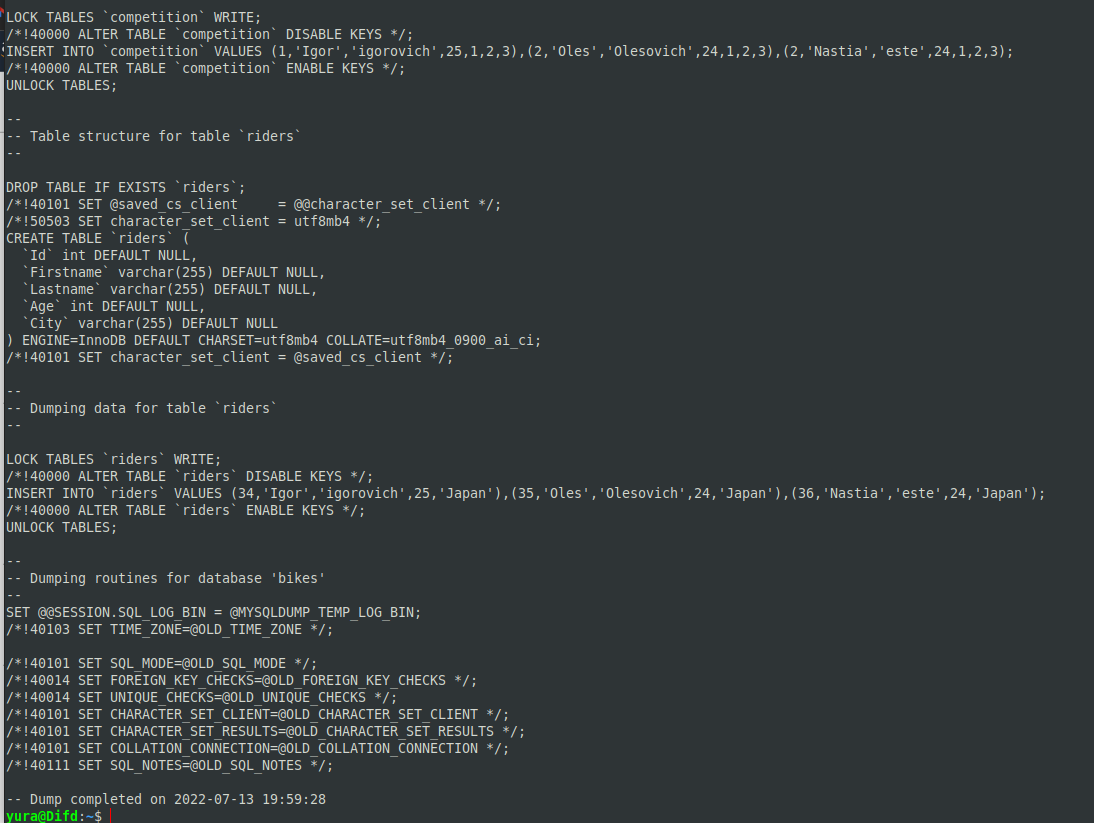 LOCK TABLES `competition` WRITE;
/*!40000 ALTER TABLE `competition` DISABLE KEYS */;
INSERT INTO `competition` VALUES (1,'Igor','igorovich',25,1,2,3),(2,'Oles','Olesovich',24,1,2,3),(2,'Nastia','este',24,1,2,3);
/*!40000 ALTER TABLE `competition` ENABLE KEYS */;
UNLOCK TABLES;
--
-- Table structure for table `riders`
--
DROP TABLE IF EXISTS `riders`;
/*!40101 SET @saved_cs_client     = @@character_set_client */;
/*!50503 SET character_set_client = utf8mb4 */;
CREATE TABLE `riders` (
  `Id` int DEFAULT NULL,
  `Firstname` varchar(255) DEFAULT NULL,
  `Lastname` varchar(255) DEFAULT NULL,
  `Age` int DEFAULT NULL,
  `City` varchar(255) DEFAULT NULL
) ENGINE=InnoDB DEFAULT CHARSET=utf8mb4 COLLATE=utf8mb4_0900_ai_ci;
/*!40101 SET character_set_client = @saved_cs_client */;
--
-- Dumping data for table `riders`
--
LOCK TABLES `riders` WRITE;
/*!40000 ALTER TABLE `riders` DISABLE KEYS */;
INSERT INTO `riders` VALUES (34,'Igor','igorovich',25,'Japan'),(35,'Oles','Olesovich',24,'Japan'),(36,'Nastia','este',24,'Japan');
/*!40000 ALTER TABLE `riders` ENABLE KEYS */;
UNLOCK TABLES;
--
-- Dumping routines for database 'bikes'
--
SET @@SESSION.SQL_LOG_BIN = @MYSQLDUMP_TEMP_LOG_BIN;
/*!40103 SET TIME_ZONE=@OLD_TIME_ZONE */;
/*!40101 SET SQL_MODE=@OLD_SQL_MODE */;
/*!40014 SET FOREIGN_KEY_CHECKS=@OLD_FOREIGN_KEY_CHECKS */;
/*!40014 SET UNIQUE_CHECKS=@OLD_UNIQUE_CHECKS */;
/*!40101 SET CHARACTER_SET_CLIENT=@OLD_CHARACTER_SET_CLIENT */;
/*!40101 SET CHARACTER_SET_RESULTS=@OLD_CHARACTER_SET_RESULTS */;
/*!40101 SET COLLATION_CONNECTION=@OLD_COLLATION_CONNECTION */;
/*!40111 SET SQL_NOTES=@OLD_SQL_NOTES */;
-- Dump completed on 2022-07-13 19:59:28
yura@Difd:~$